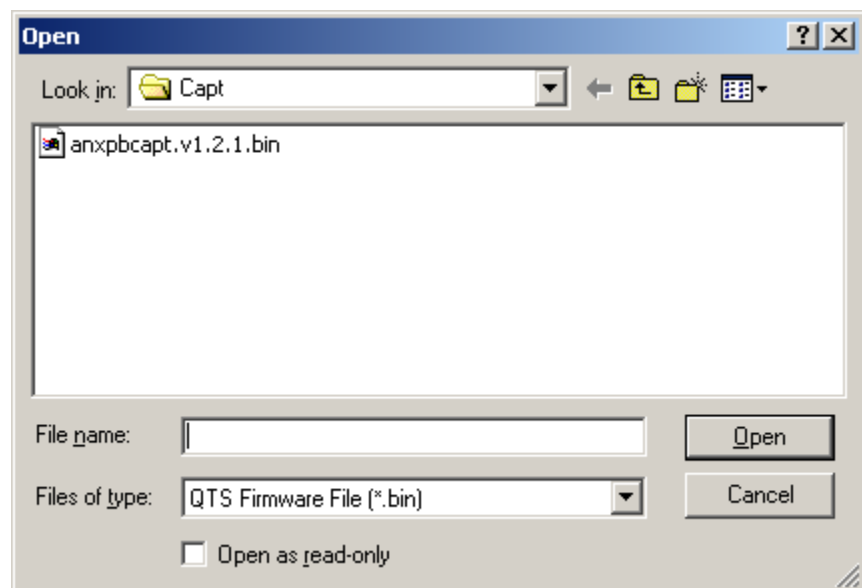 Open
Look in: Capt
anxpbcapt.v1.2.1.bin
File name: Open
Files of type: QTS Firmware File (*.bin) Cancel
Open as read-only